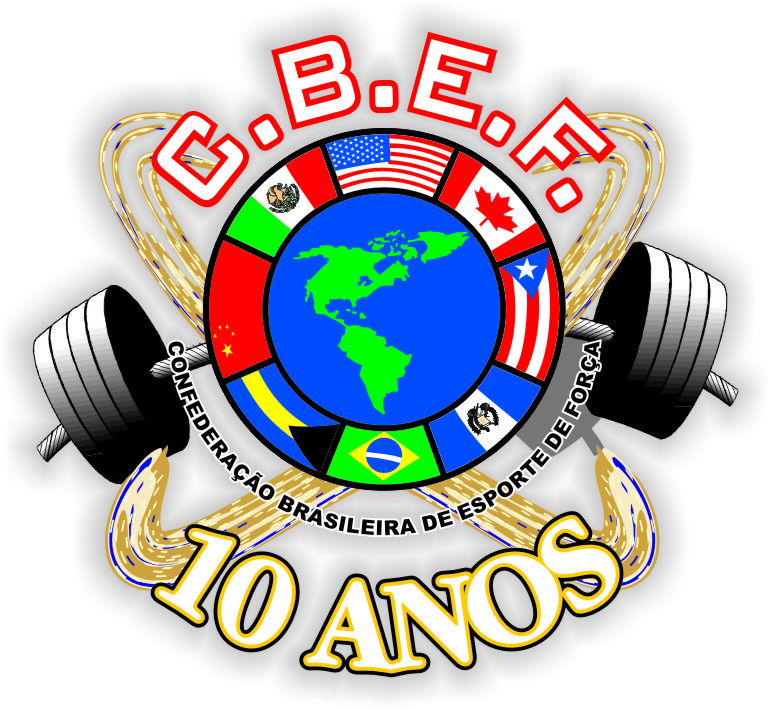 C.B.E.F.
CONFEDERAÇÃO BRASILEIRA DE ESPORTE DE FORÇA
10 ANOS